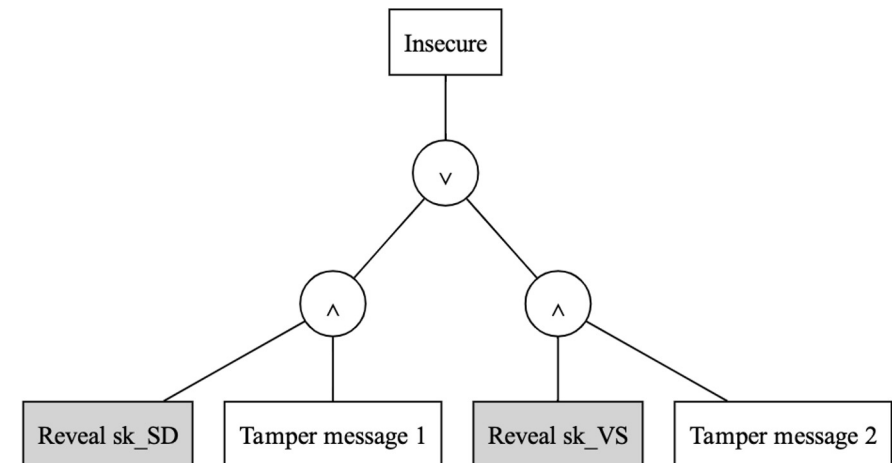 Insecure
∨
∧ ∧
Reveal sk_SD Tamper message 1 Reveal sk_VS Tamper message 2